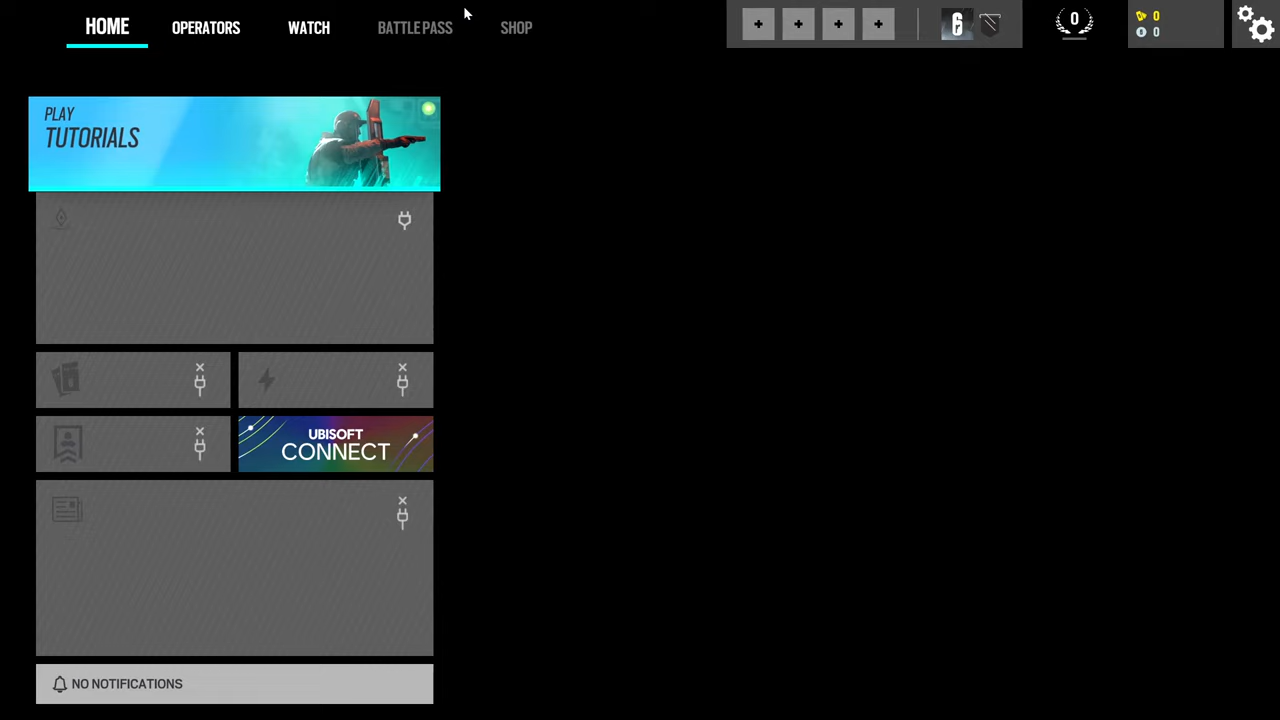 HOME OPERATORS WATCH BATTLE PASS SHOP
+ + + + 6 0 0
0
PLAY
TUTORIALS
UBISOFT
CONNECT
NO NOTIFICATIONS